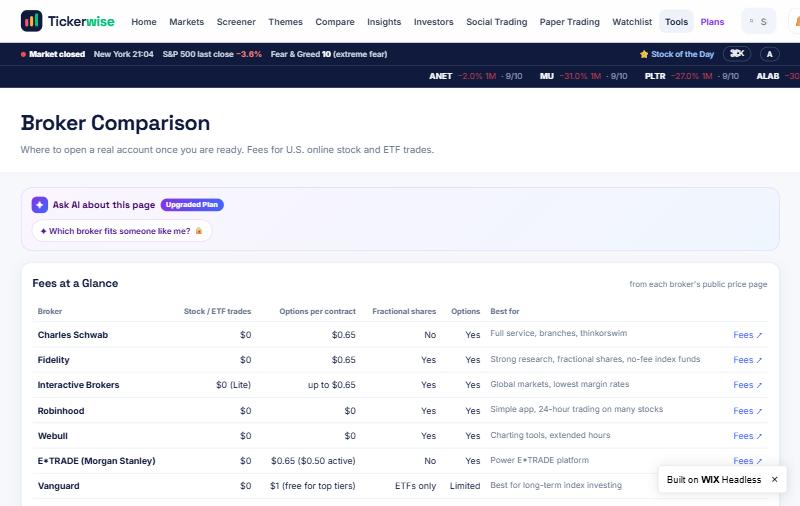 Tickerwise Home Markets Screener Themes Compare Insights Investors Social Trading Paper Trading Watchlist Tools Plans S
Market closed New York 21:04 S&P 500 last close −3.6% Fear & Greed 10 (extreme fear) Stock of the Day A
ANET −2.0% 1M · 9/10 MU −31.0% 1M · 9/10 PLTR −27.0% 1M · 9/10 ALAB −30
Broker Comparison
Where to open a real account once you are ready. Fees for U.S. online stock and ETF trades.
Ask AI about this page Upgraded Plan
Which broker fits someone like me?
Fees at a Glance from each broker's public price page
Broker Stock / ETF trades Options per contract Fractional shares Options Best for
Charles Schwab $0 $0.65 No Yes Full service, branches, thinkorswim Fees ↗
Fidelity $0 $0.65 Yes Yes Strong research, fractional shares, no-fee index funds Fees ↗
Interactive Brokers $0 (Lite) up to $0.65 Yes Yes Global markets, lowest margin rates Fees ↗
Robinhood $0 $0 Yes Yes Simple app, 24-hour trading on many stocks Fees ↗
Webull $0 $0 Yes Yes Charting tools, extended hours Fees ↗
E*TRADE (Morgan Stanley) $0 $0.65 ($0.50 active) No Yes Power E*TRADE platform Fees ↗
Vanguard $0 $1 (free for top tiers) ETFs only Limited Best for long-term index investing
Built on WIX Headless ×